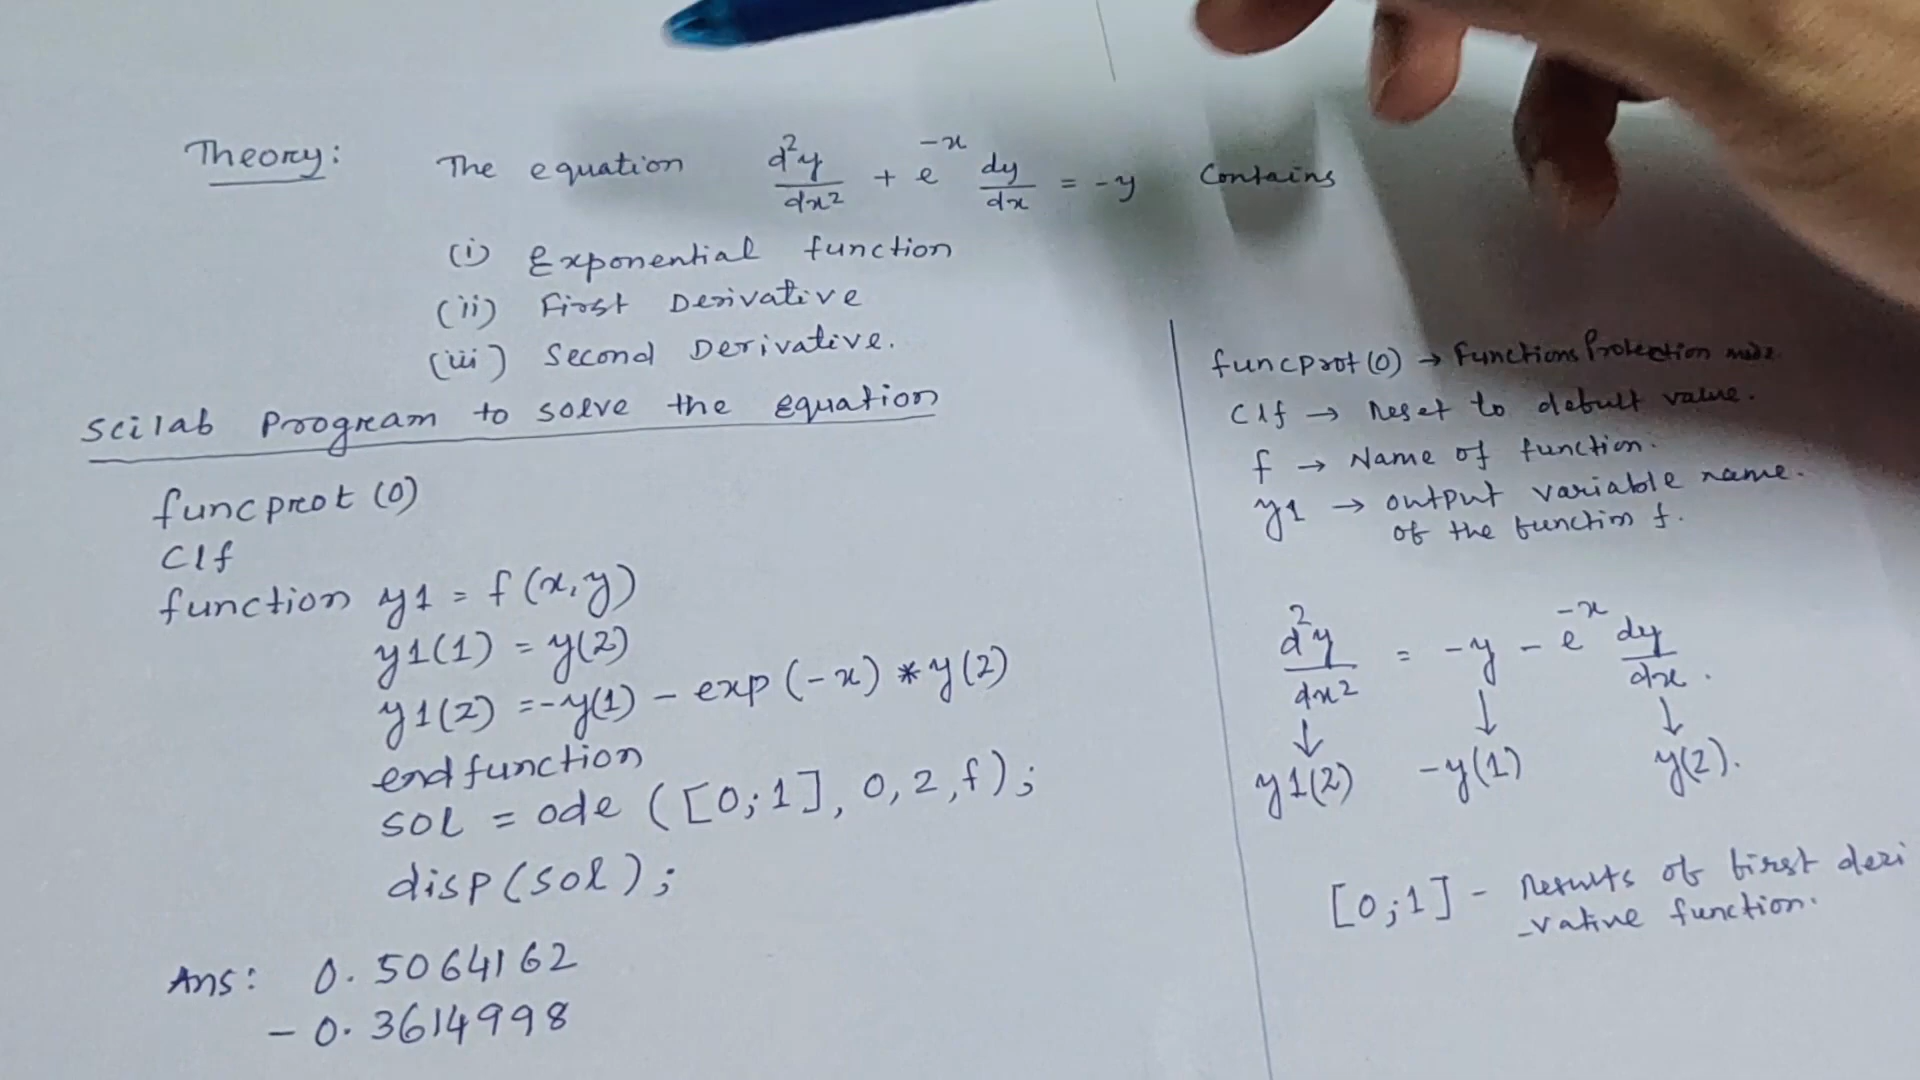 Theory: The equation d²y/dx² + e^-x dy/dx = -y Contains
(i) Exponential function
(ii) First Derivative
(iii) Second Derivative.
Scilab Program to solve the equation
funcprot (0)
Clf
function y1 = f(x,y)
y1(1) = y(2)
y1(2) =-y(1) - exp (-x) * y(2)
endfunction
sol = ode ([0;1], 0, 2, f);
disp(sol);
Ans: 0.5064162
- 0.3614998
funcprot (0) → Functions Protection mode
Clf → Reset to default value.
f → Name of function.
y1 → output variable name.
of the function f.
d²y/dx² = -y - e^-x dy/dx.
↓ ↓ ↓
y1(2) -y(1) y(2).
[0;1] - Results of first deri
-vative function.